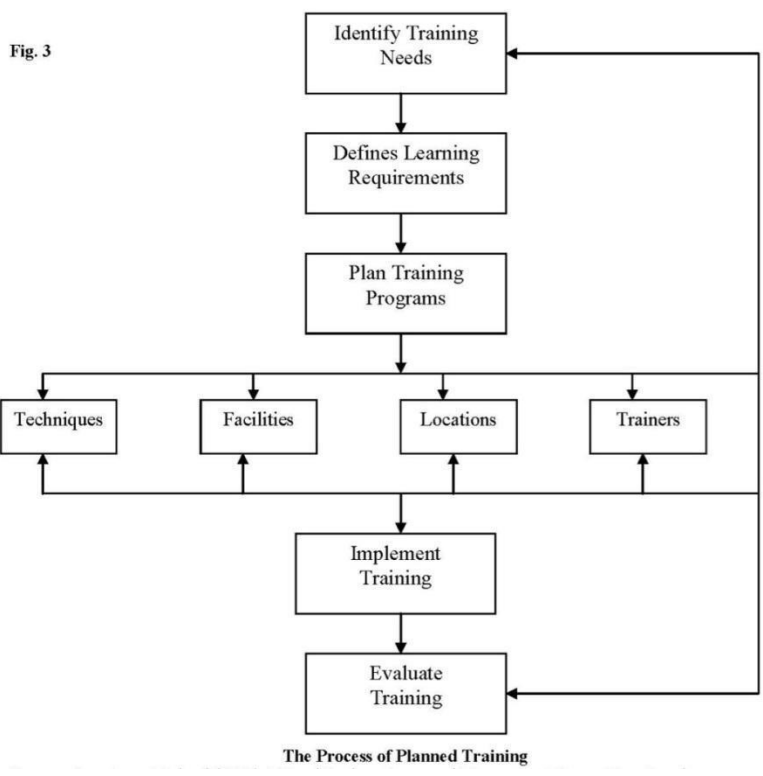 Fig. 3
Identify Training
Needs
Defines Learning
Requirements
Plan Training
Programs
Techniques
Facilities
Locations
Trainers
Implement
Training
Evaluate
Training
The Process of Planned Training